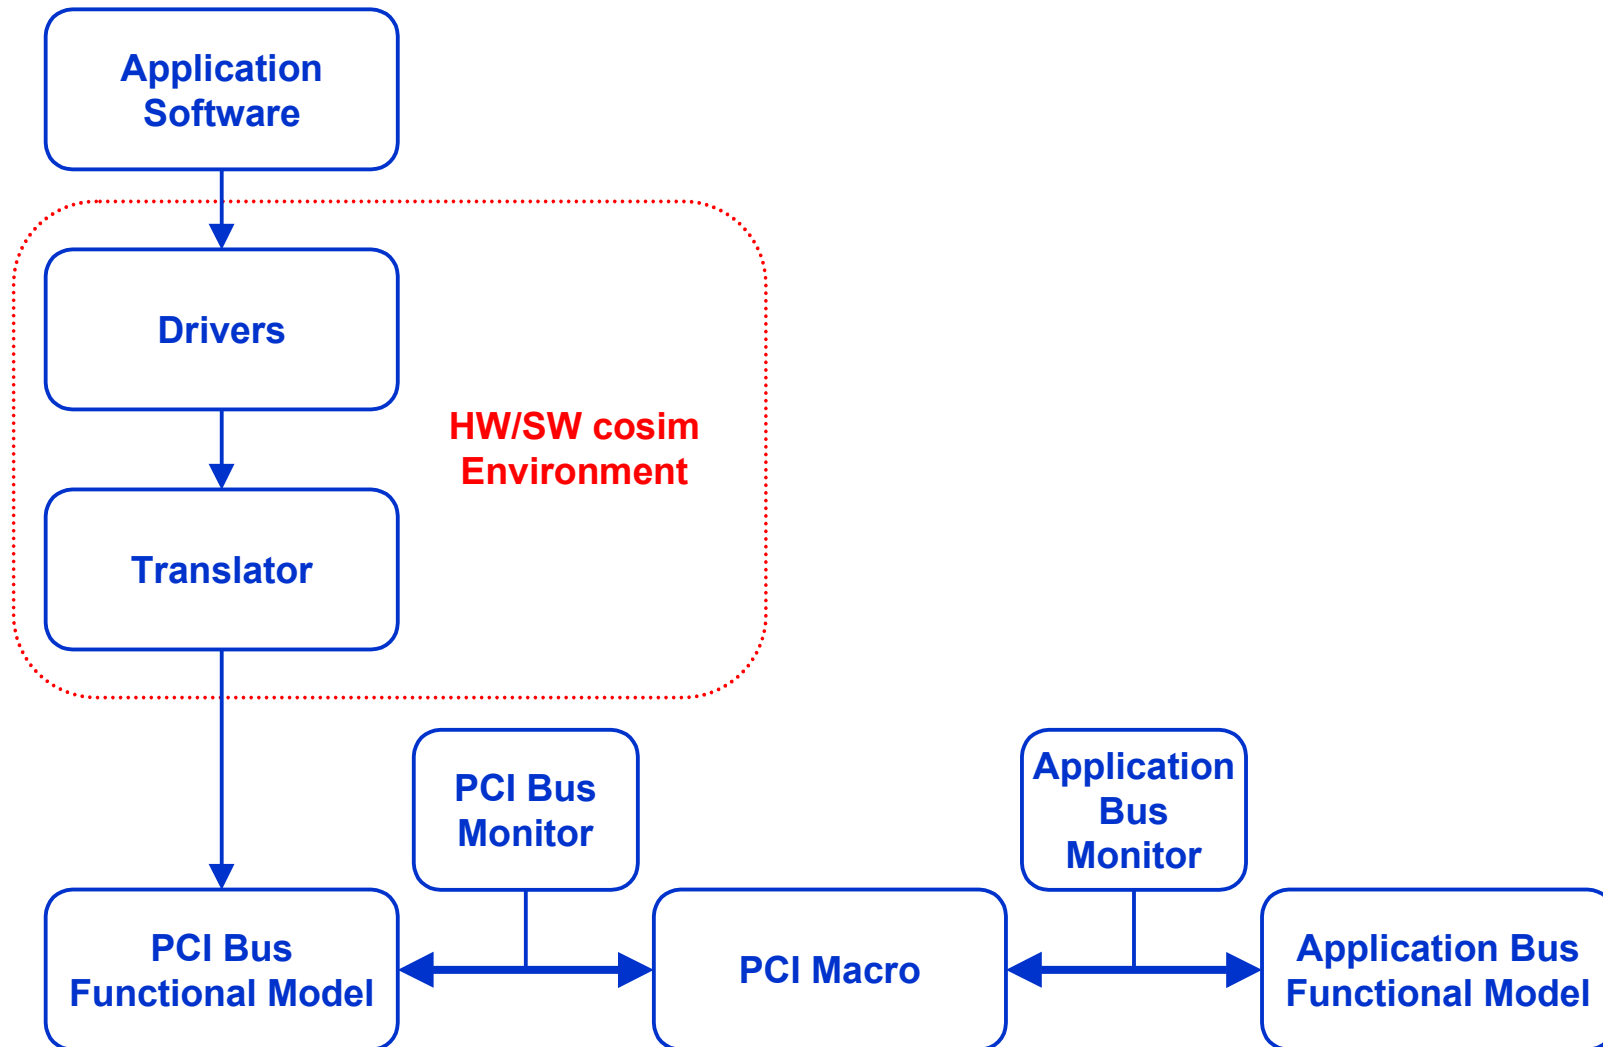 Application
Software
Drivers
HW/SW cosim
Environment
Translator
PCI Bus
Monitor
Application
Bus
Monitor
PCI Bus
Functional Model
PCI Macro
Application Bus
Functional Model